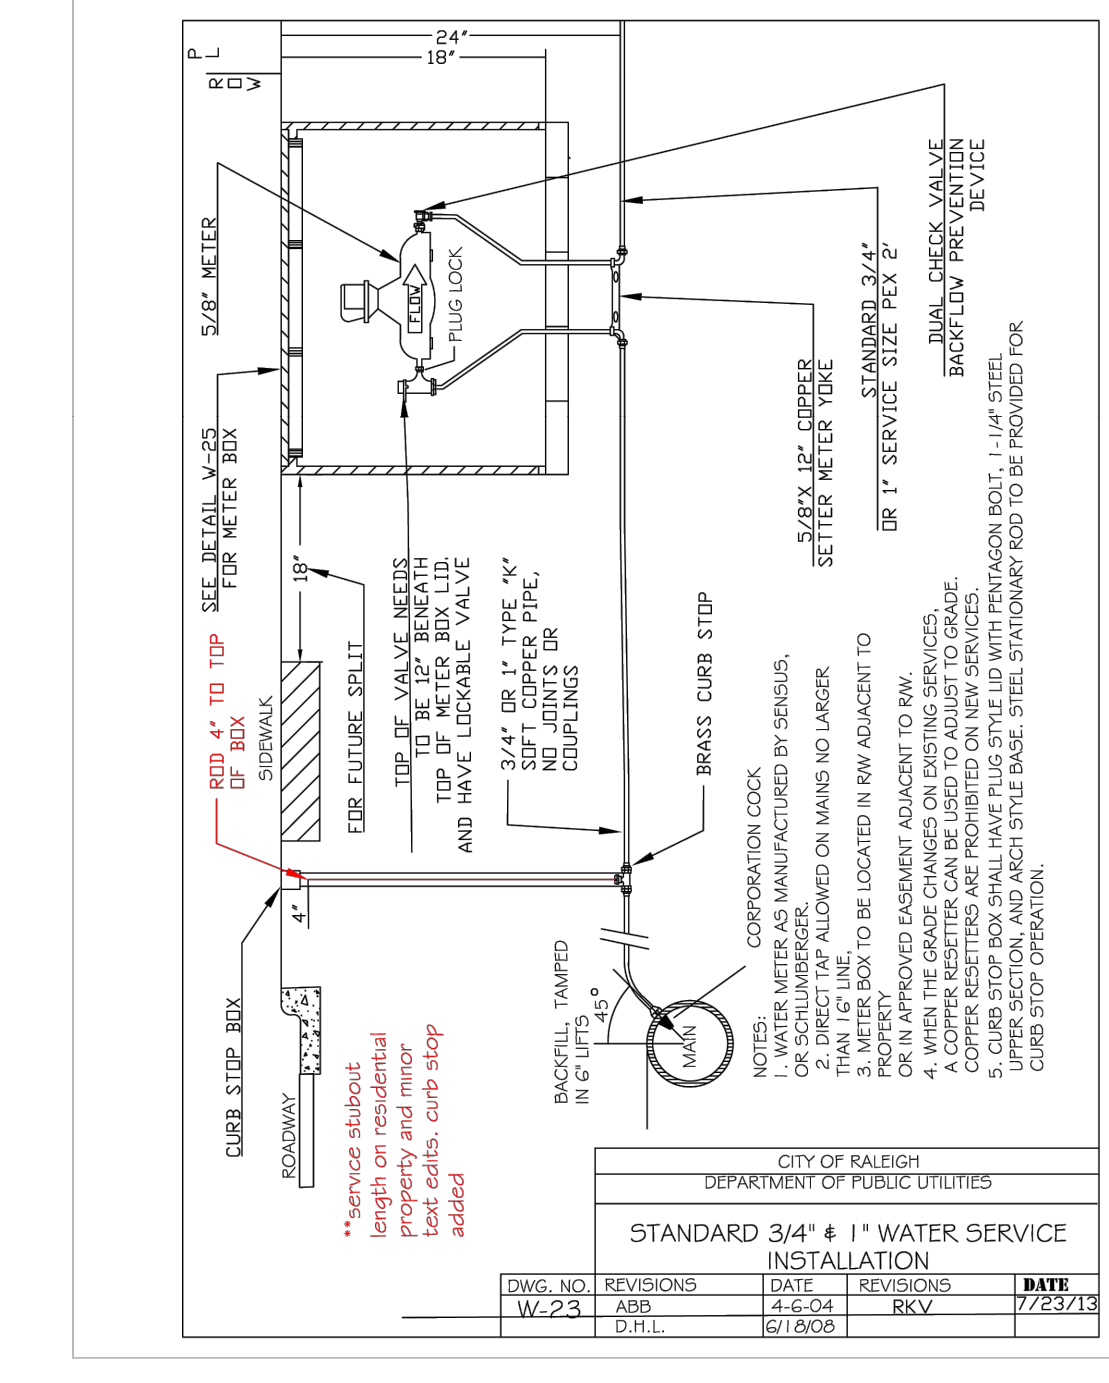 24"
18"
P
L
ROW
5/8" METER
SEE DETAIL W-25
FOR METER BOX
ROD 4" TO TOP
OF BOX
SIDEWALK
18"
FOR FUTURE SPLIT
TOP OF VALVE NEEDS
TO BE 12" BENEATH
TOP OF METER BOX LID.
AND HAVE LOCKABLE VALVE
FLOW
PLUG LOCK
3/4" OR 1" TYPE "K"
SOFT COPPER PIPE,
NO JOINTS OR
COUPLINGS
BRASS CURB STOP
5/8"X 12" COPPER
SETTER METER YOKE
STANDARD 3/4"
OR 1" SERVICE SIZE PEX 2'
DUAL CHECK VALVE
BACKFLOW PREVENTION
DEVICE
CURB STOP BOX
4"
ROADWAY
**service stubout
length on residential
property and minor
text edits. curb stop
added
BACKFILL, TAMPED
IN 6" LIFTS
45°
MAIN
CORPORATION COCK
NOTES:
1. WATER METER AS MANUFACTURED BY SENSUS,
OR SCHLUMBERGER.
2. DIRECT TAP ALLOWED ON MAINS NO LARGER
THAN 16" LINE,
3. METER BOX TO BE LOCATED IN R/W ADJACENT TO
PROPERTY
OR IN APPROVED EASEMENT ADJACENT TO R/W.
4. WHEN THE GRADE CHANGES ON EXISTING SERVICES,
A COPPER RESETTER CAN BE USED TO ADJUST TO GRADE.
COPPER RESETTERS ARE PROHIBITED ON NEW SERVICES.
5. CURB STOP BOX SHALL HAVE PLUG STYLE LID WITH PENTAGON BOLT, 1-1/4" STEEL
UPPER SECTION, AND ARCH STYLE BASE. STEEL STATIONARY ROD TO BE PROVIDED FOR
CURB STOP OPERATION.
CITY OF RALEIGH
DEPARTMENT OF PUBLIC UTILITIES
STANDARD 3/4" & 1" WATER SERVICE
INSTALLATION
DWG. NO. REVISIONS DATE REVISIONS DATE
W-23 ABB 4-6-04 RKV 7/23/13
D.H.L. 6/18/08